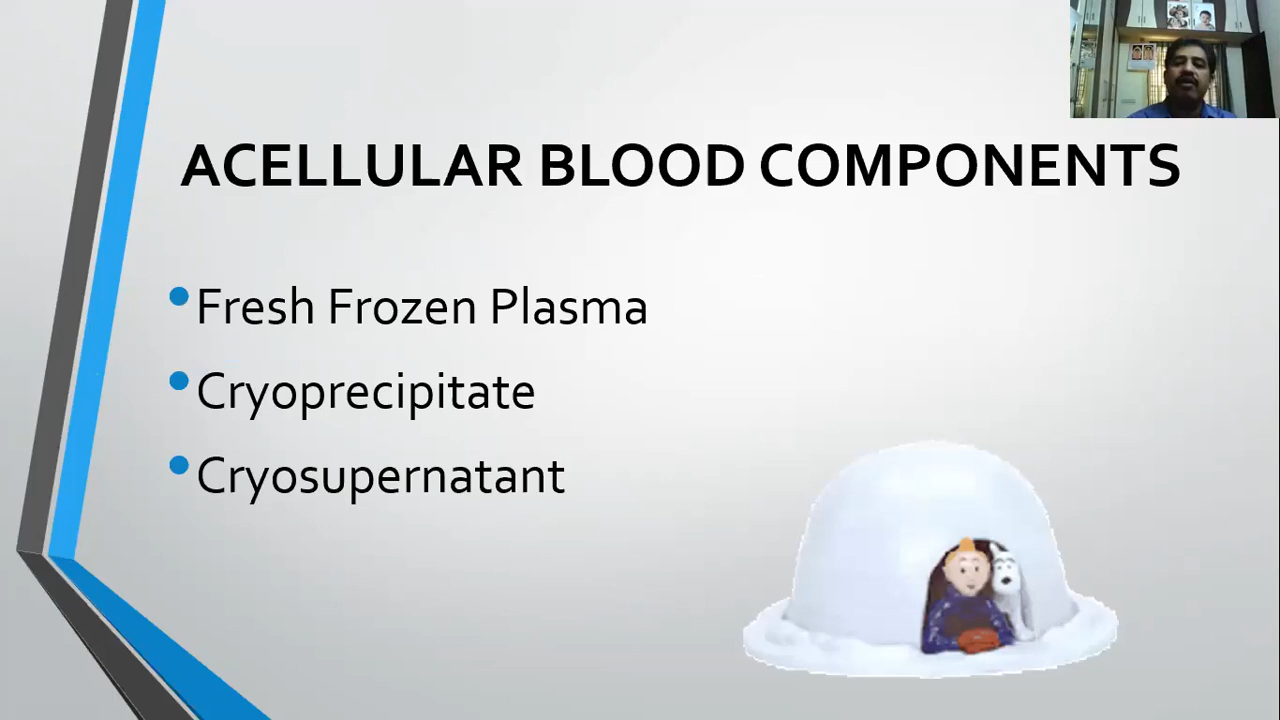 ACELLULAR BLOOD COMPONENTS
Fresh Frozen Plasma
Cryoprecipitate
Cryosupernatant